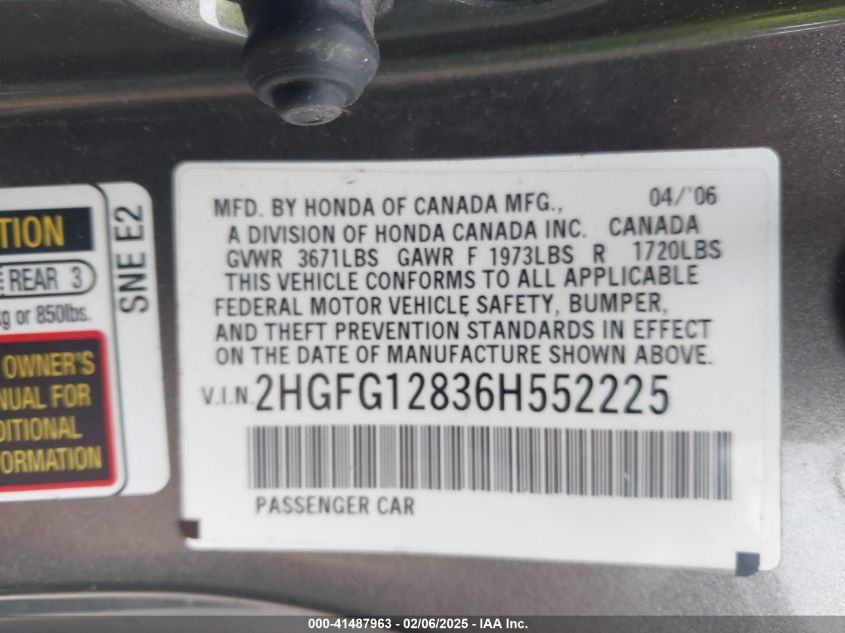 TION
E REAR 3
g or 850lbs.
OWNER'S
NUAL FOR
DITIONAL
FORMATION
SNE E2
MFD. BY HONDA OF CANADA MFG., 04/'06
A DIVISION OF HONDA CANADA INC. CANADA
GVWR 3671LBS GAWR F 1973LBS R 1720LBS
THIS VEHICLE CONFORMS TO ALL APPLICABLE
FEDERAL MOTOR VEHICLE SAFETY, BUMPER,
AND THEFT PREVENTION STANDARDS IN EFFECT
ON THE DATE OF MANUFACTURE SHOWN ABOVE.
V.I.N. 2HGFG12836H552225
PASSENGER CAR
000-41487963 - 02/06/2025 - IAA Inc.